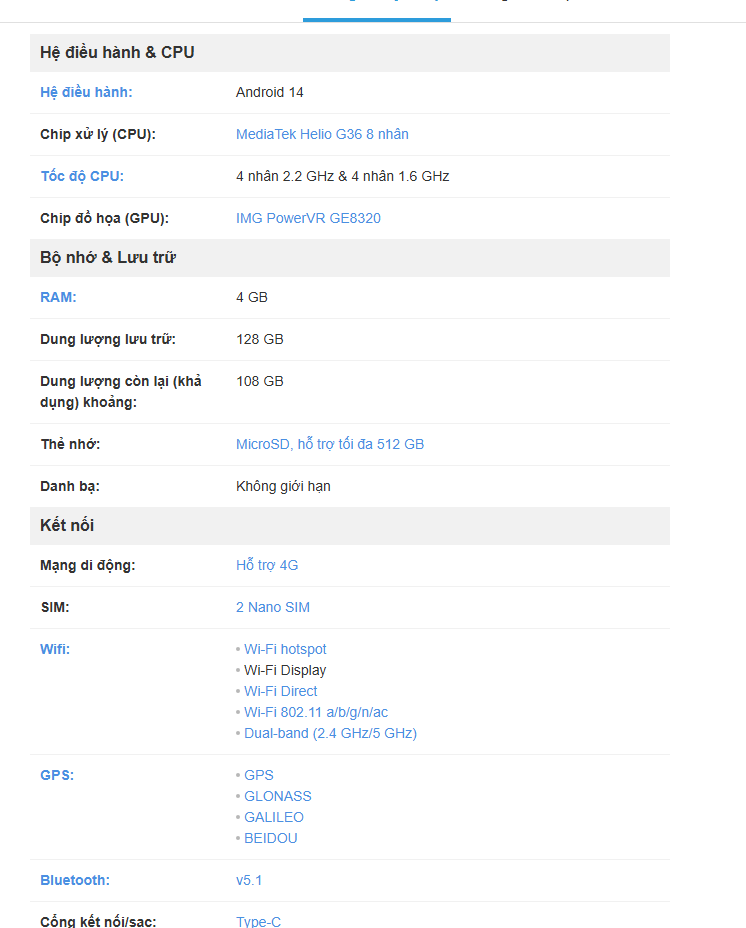 Hệ điều hành & CPU
Hệ điều hành:
Android 14
Chip xử lý (CPU):
MediaTek Helio G36 8 nhân
Tốc độ CPU:
4 nhân 2.2 GHz & 4 nhân 1.6 GHz
Chip đồ họa (GPU):
IMG PowerVR GE8320
Bộ nhớ & Lưu trữ
RAM:
4 GB
Dung lượng lưu trữ:
128 GB
Dung lượng còn lại (khả
dụng) khoảng:
108 GB
Thẻ nhớ:
MicroSD, hỗ trợ tối đa 512 GB
Danh bạ:
Không giới hạn
Kết nối
Mạng di động:
Hỗ trợ 4G
SIM:
2 Nano SIM
Wifi:
• Wi-Fi hotspot
• Wi-Fi Display
• Wi-Fi Direct
• Wi-Fi 802.11 a/b/g/n/ac
• Dual-band (2.4 GHz/5 GHz)
GPS:
• GPS
• GLONASS
• GALILEO
• BEIDOU
Bluetooth:
v5.1
Cổng kết nối/sạc:
Type-C